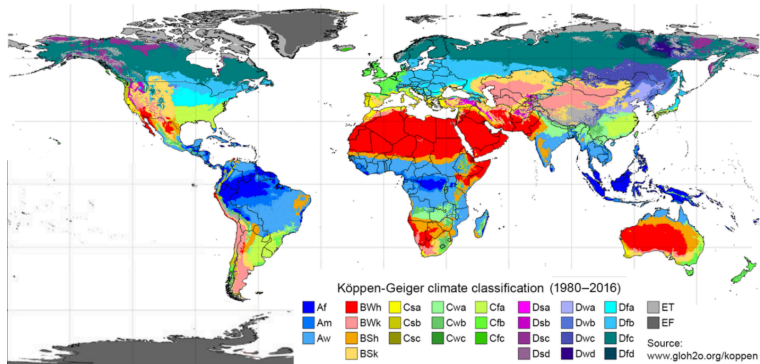 Köppen-Geiger climate classification (1980–2016)
Af BWh Csa Cwa Cfa Dsa Dwa Dfa ET
Am BWk Csb Cwb Cfb Dsb Dwb Dfb EF
Aw BSh Csc Cwc Cfc Dsc Dwc Dfc Source:
BSk Dsd Dwd Dfd www.gloh2o.org/koppen